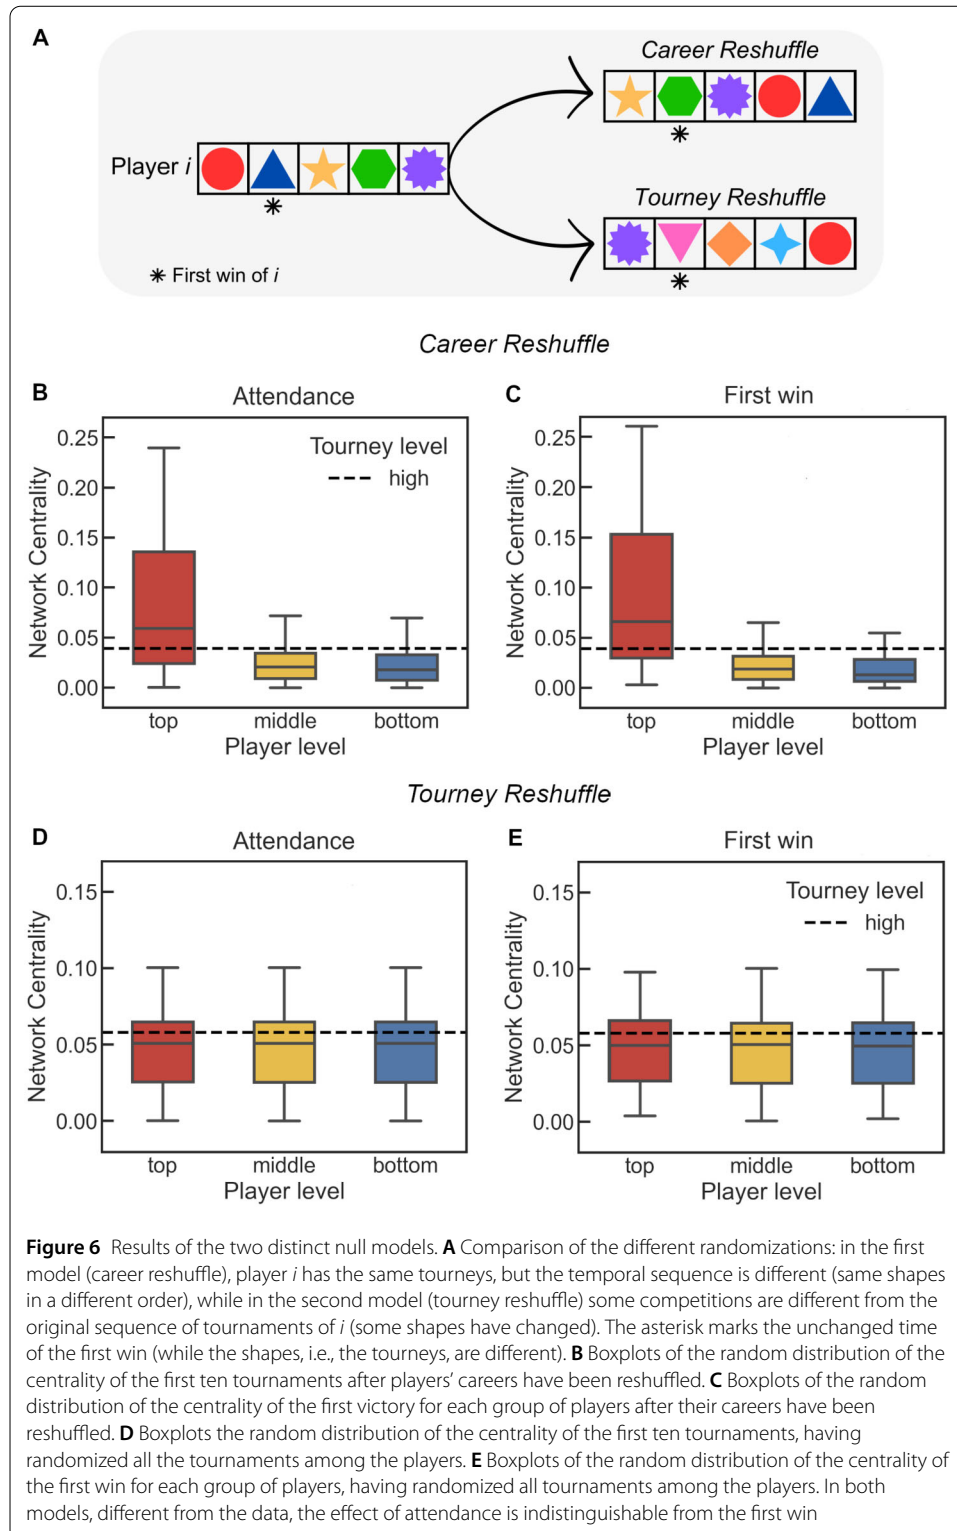 A
Career Reshuffle
Player i
Tourney Reshuffle
✳ First win of i
Career Reshuffle
B
Attendance
C
First win
Network Centrality
0.25
0.20
0.15
0.10
0.05
0.00
Tourney level
high
top
middle
bottom
Player level
Network Centrality
0.25
0.20
0.15
0.10
0.05
0.00
top
middle
bottom
Player level
Tourney Reshuffle
D
Attendance
E
First win
Network Centrality
0.15
0.10
0.05
0.00
top
middle
bottom
Player level
Network Centrality
0.15
0.10
0.05
0.00
Tourney level
high
top
middle
bottom
Player level
Figure 6 Results of the two distinct null models. A Comparison of the different randomizations: in the first
model (career reshuffle), player i has the same tourneys, but the temporal sequence is different (same shapes
in a different order), while in the second model (tourney reshuffle) some competitions are different from the
original sequence of tournaments of i (some shapes have changed). The asterisk marks the unchanged time
of the first win (while the shapes, i.e., the tourneys, are different). B Boxplots of the random distribution of the
centrality of the first ten tournaments after players' careers have been reshuffled. C Boxplots of the random
distribution of the centrality of the first victory for each group of players after their careers have been
reshuffled. D Boxplots the random distribution of the centrality of the first ten tournaments, having
randomized all the tournaments among the players. E Boxplots of the random distribution of the centrality of
the first win for each group of players, having randomized all tournaments among the players. In both
models, different from the data, the effect of attendance is indistinguishable from the first win